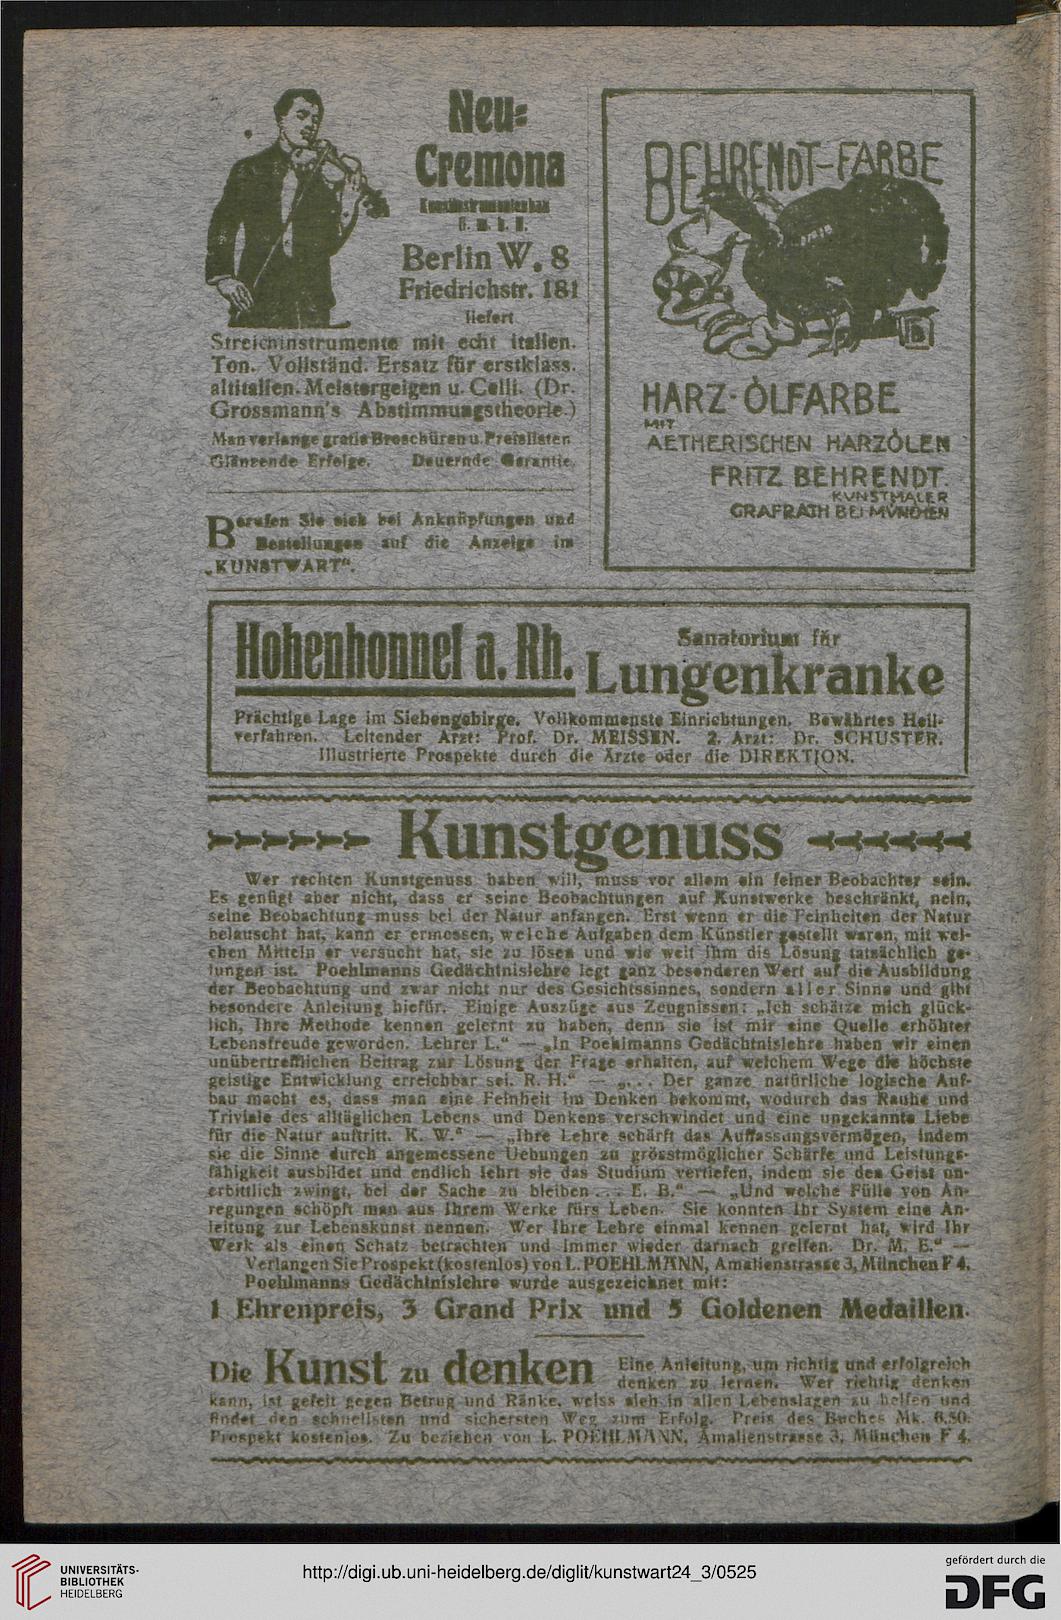 Neu=
Cremona
Kunstinstrumentenbau
G. m. b. H.
Berlin W. 8
Friedrichstr. 181
liefert
Streichinstrumente mit echt italien.
Ton. Vollständ. Ersatz für erstklass.
altitalien. Meistergeigen u. Celli. (Dr.
Grossmann's Abstimmungstheorie.)
Man verlange gratis Broschüren u. Preislisten
Glänzende Erfolge. Dauernde Garantie.
Berufen Sie sich bei Anknüpfungen und
Bestellungen auf die Anzeige im
„KUNSTWART“.
BEHRENDT-FARBE
B
HARZ-ÖLFARBE
MIT
AETHERISCHEN HARZÖLEN
FRITZ BEHRENDT
KUNSTMALER
GRAFRATH BEI MÜNCHEN
Hohenhonnef a. Rh.
Sanatorium für
Lungenkranke
Prächtige Lage im Siebengebirge. Vollkommenste Einrichtungen. Bewährtes Heil-
verfahren. Leitender Arzt: Prof. Dr. MEISSEN. 2. Arzt: Dr. SCHUSTER.
Illustrierte Prospekte durch die Ärzte oder die DIREKTION.
Kunstgenuss
Wer rechten Kunstgenuss haben will, muss vor allem ein feiner Beobachter sein.
Es genügt aber nicht, dass er seine Beobachtungen auf Kunstwerke beschränkt, nein,
seine Beobachtung muss bei der Natur anfangen. Erst wenn er die Feinheiten der Natur
belauscht hat, kann er ermessen, welche Aufgaben dem Künstler gestellt waren, mit wel-
chen Mitteln er versucht hat, sie zu lösen und wie weit ihm die Lösung tatsächlich ge-
lungen ist. Poehlmanns Gedächtnislehre legt ganz besonderen Wert auf die Ausbildung
der Beobachtung und zwar nicht nur des Gesichtssinnes, sondern aller Sinne und gibt
besondere Anleitung hiefür. Einige Auszüge aus Zeugnissen: „Ich schätze mich glück-
lich, Ihre Methode kennen gelernt zu haben, denn sie ist mir eine Quelle erhöhter
Lebensfreude geworden. Lehrer L.“ — „In Poehlmanns Gedächtnislehre haben wir einen
unübertrefflichen Beitrag zur Lösung der Frage erhalten, auf welchem Wege die höchste
geistige Entwicklung erreichbar sei. R. H.“ — „... Der ganze natürliche logische Auf-
bau macht es, dass man eine Feinheit im Denken bekommt, wodurch das Rauhe und
Triviale des alltäglichen Lebens und Denkens verschwindet und eine ungekannte Liebe
für die Natur auftritt. K. W.“ — „Ihre Lehre schärft das Auffassungsvermögen, indem
sie die Sinne durch angemessene Uebungen zu grösstmöglicher Schärfe und Leistungs-
fähigkeit ausbildet und endlich lehrt sie das Studium vertiefen, indem sie den Geist un-
erbittlich zwingt, bei der Sache zu bleiben ... E. B.“ — „Und welche Fülle von An-
regungen schöpft man aus Ihrem Werke fürs Leben. Sie konnten Ihr System eine An-
leitung zur Lebenskunst nennen. Wer Ihre Lehre einmal kennen gelernt hat, wird Ihr
Werk als einen Schatz betrachten und immer wieder darnach greifen. Dr. M. E.“ —
Verlangen Sie Prospekt (kostenlos) von L. POEHLMANN, Amalienstrasse 3, München F 4.
Poehlmanns Gedächtnislehre wurde ausgezeichnet mit:
1 Ehrenpreis, 3 Grand Prix und 5 Goldenen Medaillen.
Die Kunst zu denken
Eine Anleitung, um richtig und erfolgreich
denken zu lernen. Wer richtig denken
kann, ist gefeit gegen Betrug und Ränke, weiss sich in allen Lebenslagen zu helfen und
findet den schnellsten und sichersten Weg zum Erfolg. Preis des Buches Mk. 6.50.
Prospekt kostenlos. Zu beziehen von L. POEHLMANN, Amalienstrasse 3, München F 4.
UNIVERSITÄTS-
BIBLIOTHEK
HEIDELBERG
http://digi.ub.uni-heidelberg.de/diglit/kunstwart24_3/0525
gefördert durch die
DFG